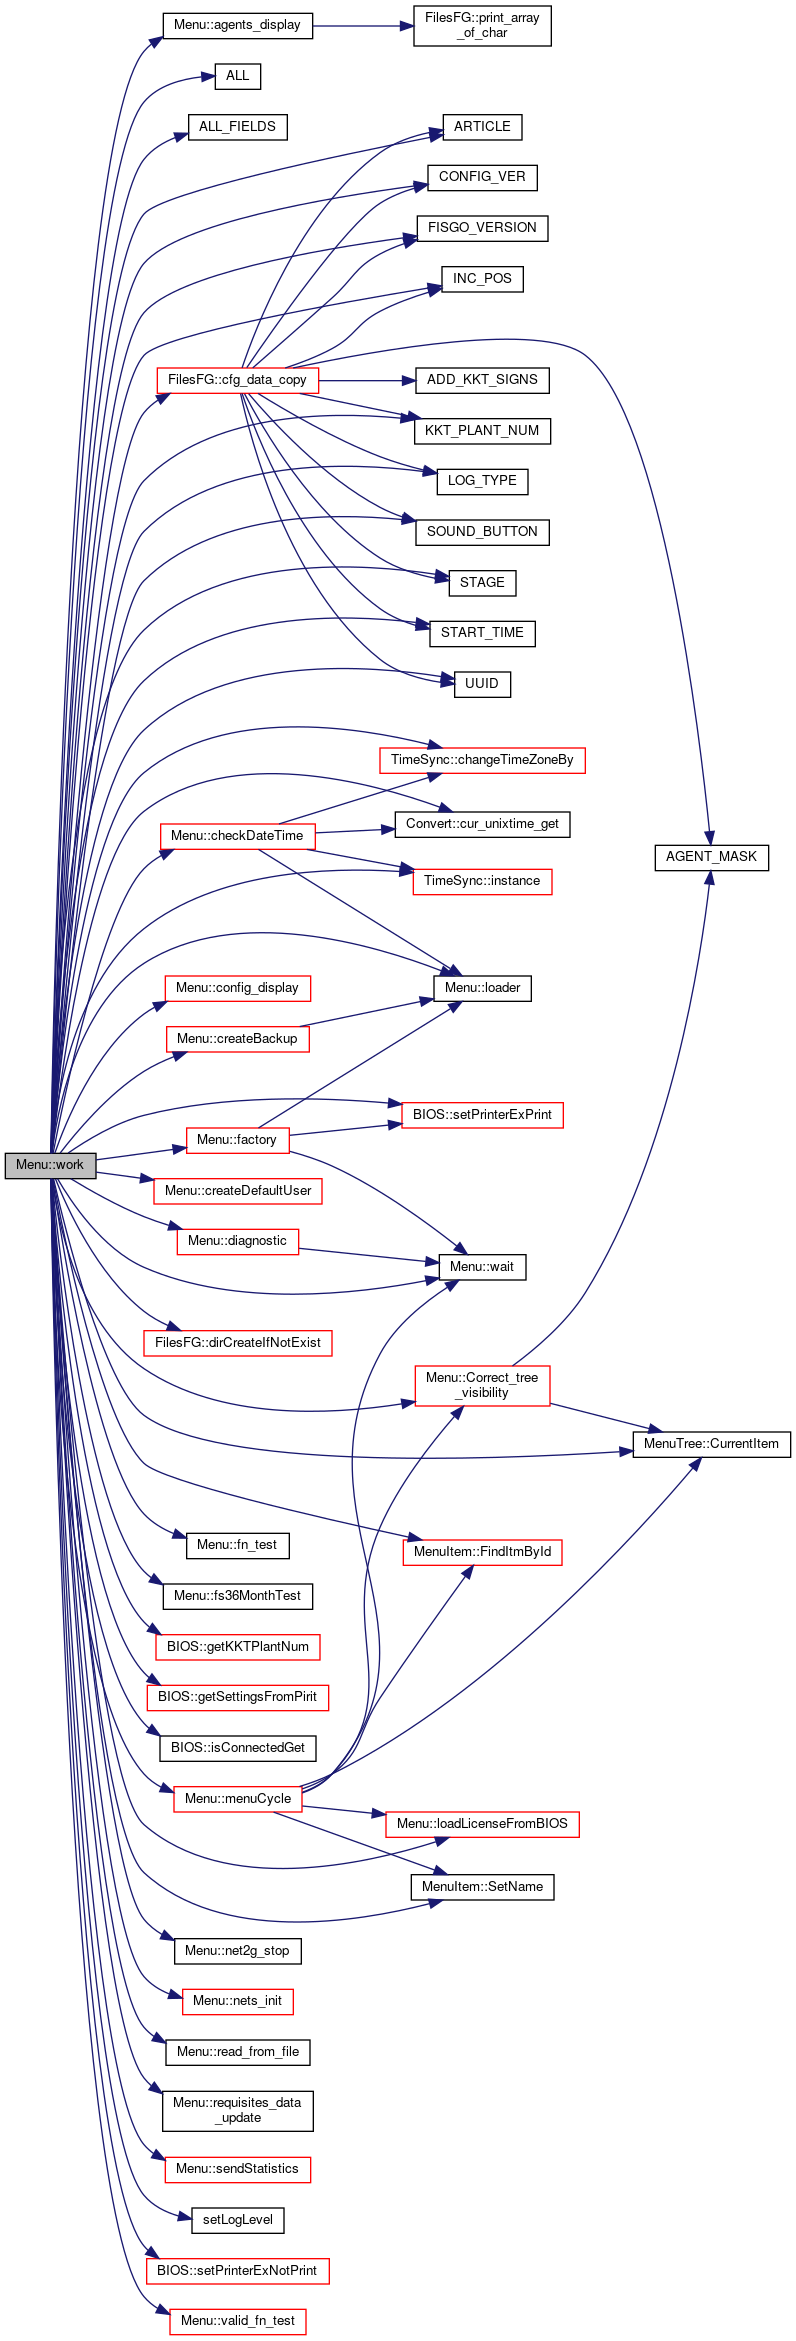 Menu::agents_display
FilesFG::print_array
_of_char
ALL
ALL_FIELDS
ARTICLE
CONFIG_VER
FISGO_VERSION
INC_POS
FilesFG::cfg_data_copy
ADD_KKT_SIGNS
KKT_PLANT_NUM
LOG_TYPE
SOUND_BUTTON
STAGE
START_TIME
UUID
TimeSync::changeTimeZoneBy
Convert::cur_unixtime_get
Menu::checkDateTime
AGENT_MASK
TimeSync::instance
Menu::config_display
Menu::loader
Menu::createBackup
BIOS::setPrinterExPrint
Menu::factory
Menu::work
Menu::createDefaultUser
Menu::diagnostic
Menu::wait
FilesFG::dirCreateIfNotExist
Menu::Correct_tree
_visibility
MenuTree::CurrentItem
Menu::fn_test
MenuItem::FindItmById
Menu::fs36MonthTest
BIOS::getKKTPlantNum
BIOS::getSettingsFromPirit
BIOS::isConnectedGet
Menu::menuCycle
Menu::loadLicenseFromBIOS
MenuItem::SetName
Menu::net2g_stop
Menu::nets_init
Menu::read_from_file
Menu::requisites_data
_update
Menu::sendStatistics
setLogLevel
BIOS::setPrinterExNotPrint
Menu::valid_fn_test